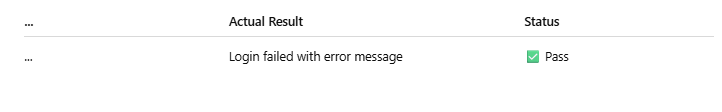 ... Actual Result Status
... Login failed with error message ✅ Pass